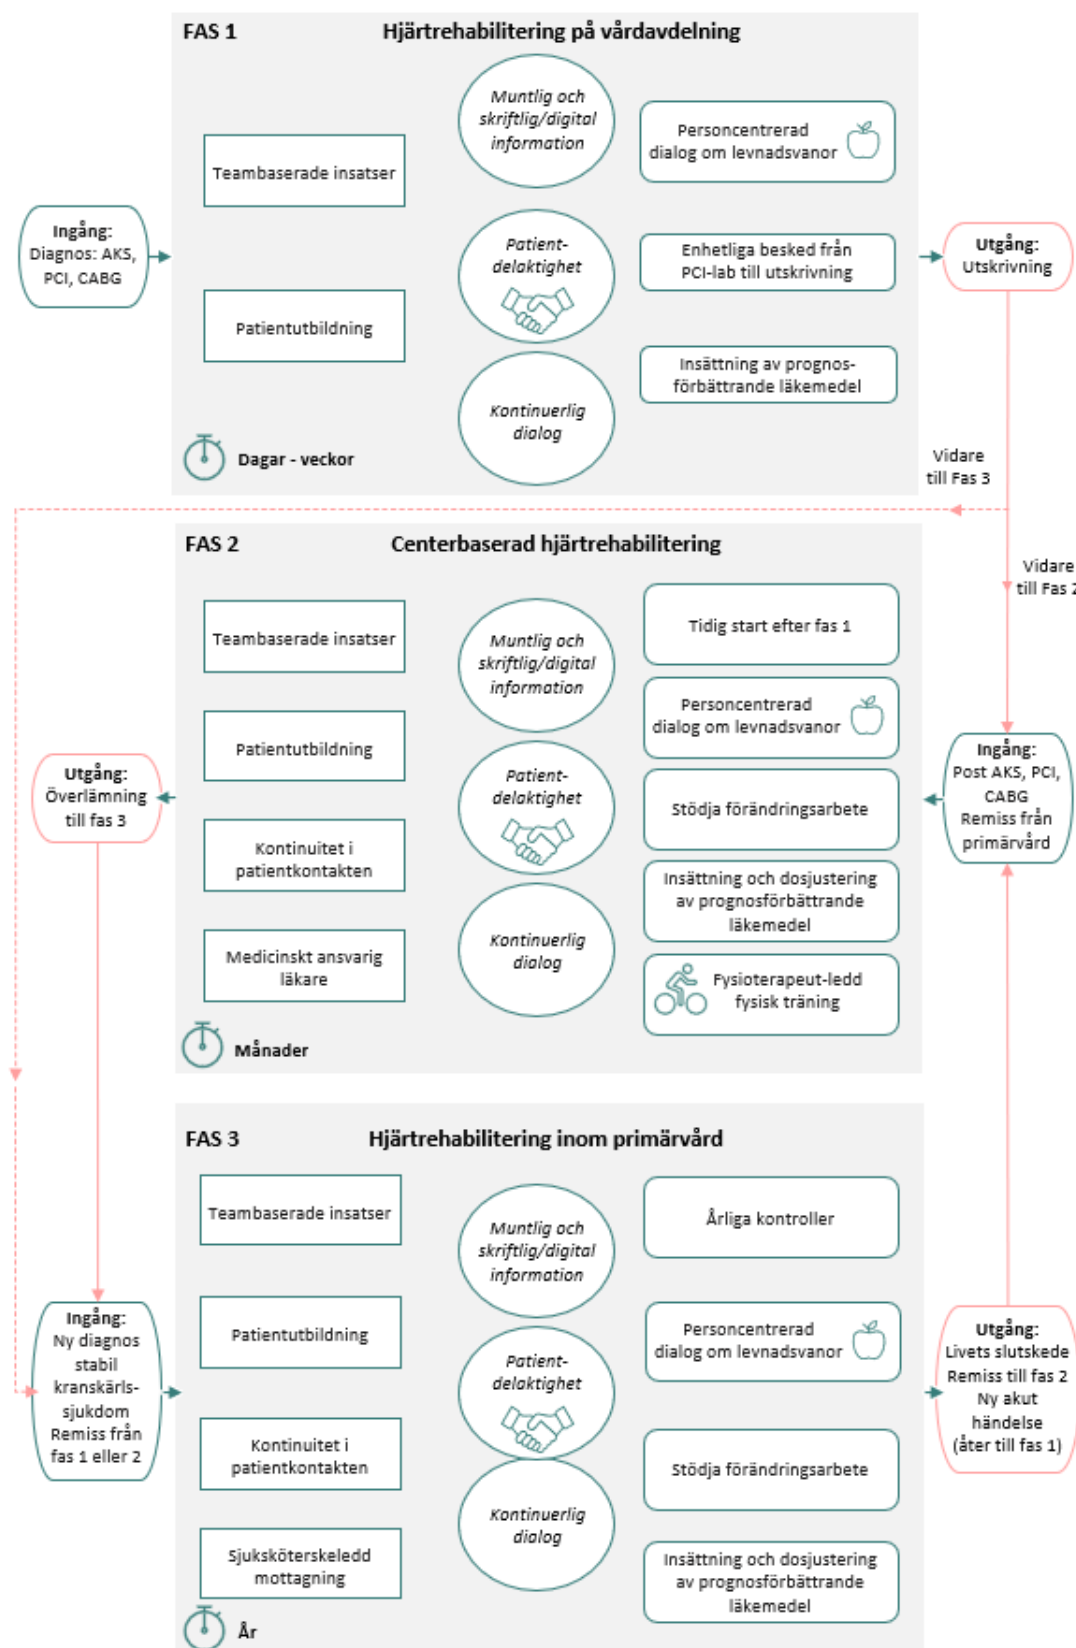 FAS 1
Hjärtrehabilitering på vårdavdelning
Ingång:
Diagnos: AKS,
PCI, CABG
Teambaserade insatser
Patientutbildning
Muntlig och
skriftlig/digital
information
Patient-
delaktighet
Kontinuerlig
dialog
Personcentrerad
dialog om levnadsvanor
Enhetliga besked från
PCI-lab till utskrivning
Insättning av prognos-
förbättrande läkemedel
Dagar - veckor
Utgång:
Utskrivning
Vidare
till Fas 3
Vidare
till Fas 2
FAS 2
Centerbaserad hjärtrehabilitering
Ingång:
Post AKS, PCI,
CABG
Remiss från
primärvård
Teambaserade insatser
Patientutbildning
Kontinuitet i
patientkontakten
Medicinskt ansvarig
läkare
Muntlig och
skriftlig/digital
information
Patient-
delaktighet
Kontinuerlig
dialog
Tidig start efter fas 1
Personcentrerad
dialog om levnadsvanor
Stödja förändringsarbete
Insättning och dosjustering
av prognosförbättrande
läkemedel
Fysioterapeut-ledd
fysisk träning
Månader
Utgång:
Överlämning
till fas 3
FAS 3
Hjärtrehabilitering inom primärvård
Ingång:
Ny diagnos
stabil
kranskärls-
sjukdom
Remiss från
fas 1 eller 2
Teambaserade insatser
Patientutbildning
Kontinuitet i
patientkontakten
Sjuksköterskeledd
mottagning
Muntlig och
skriftlig/digital
information
Patient-
delaktighet
Kontinuerlig
dialog
Årliga kontroller
Personcentrerad
dialog om levnadsvanor
Stödja förändringsarbete
Insättning och dosjustering
av prognosförbättrande
läkemedel
År
Utgång:
Livets slutskede
Remiss till fas 2
Ny akut
händelse
(åter till fas 1)